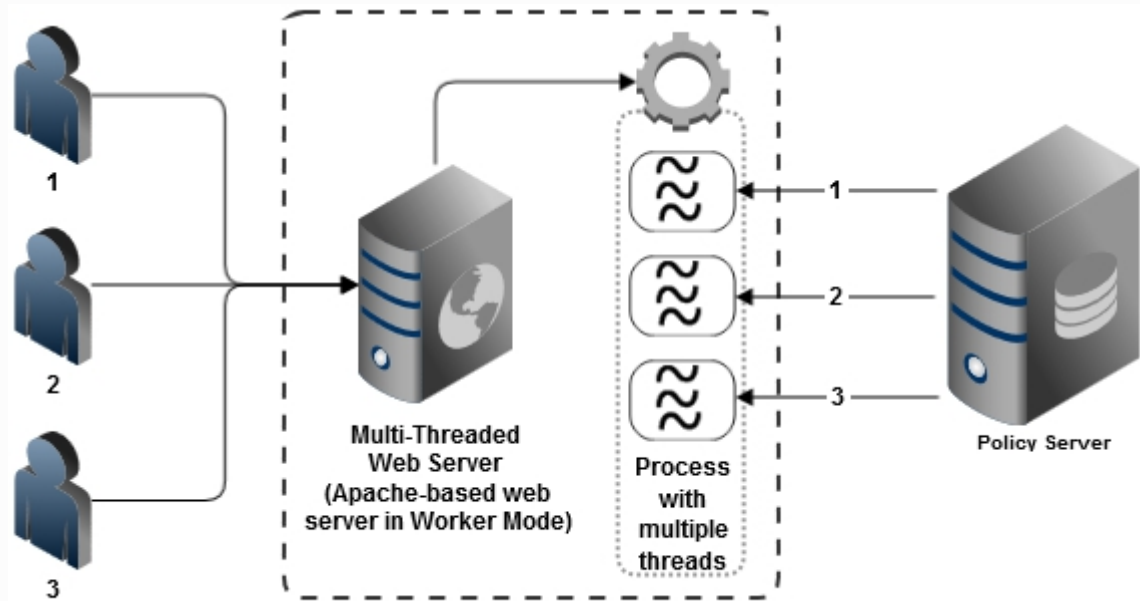 1
2
3
Multi-Threaded
Web Server
(Apache-based web
server in Worker Mode)
Process
with
multiple
threads
1
2
3
Policy Server